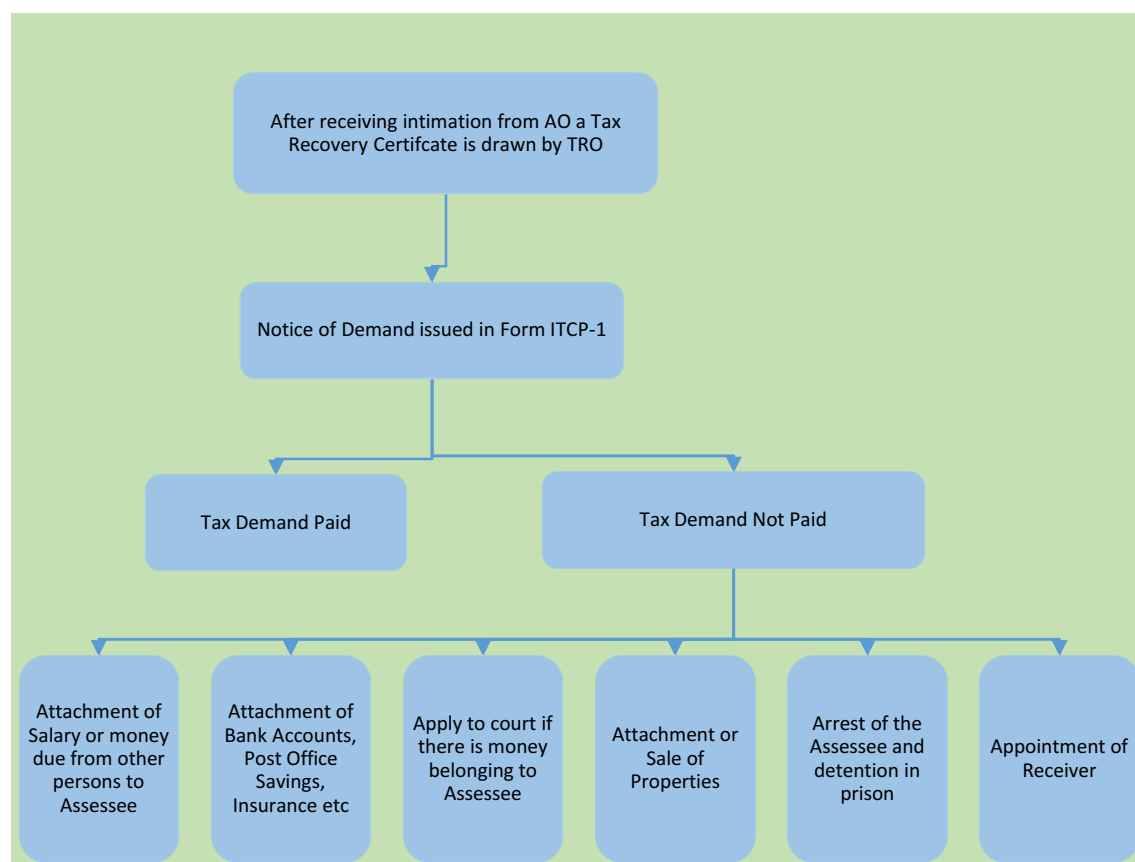 After receiving intimation from AO a Tax
Recovery Certifcate is drawn by TRO
Notice of Demand issued in Form ITCP-1
Tax Demand Paid
Tax Demand Not Paid
Attachment of
Salary or money
due from other
persons to
Assessee
Attachment of
Bank Accounts,
Post Office
Savings,
Insurance etc
Apply to court if
there is money
belonging to
Assessee
Attachment or
Sale of
Properties
Arrest of the
Assessee and
detention in
prison
Appointment of
Receiver